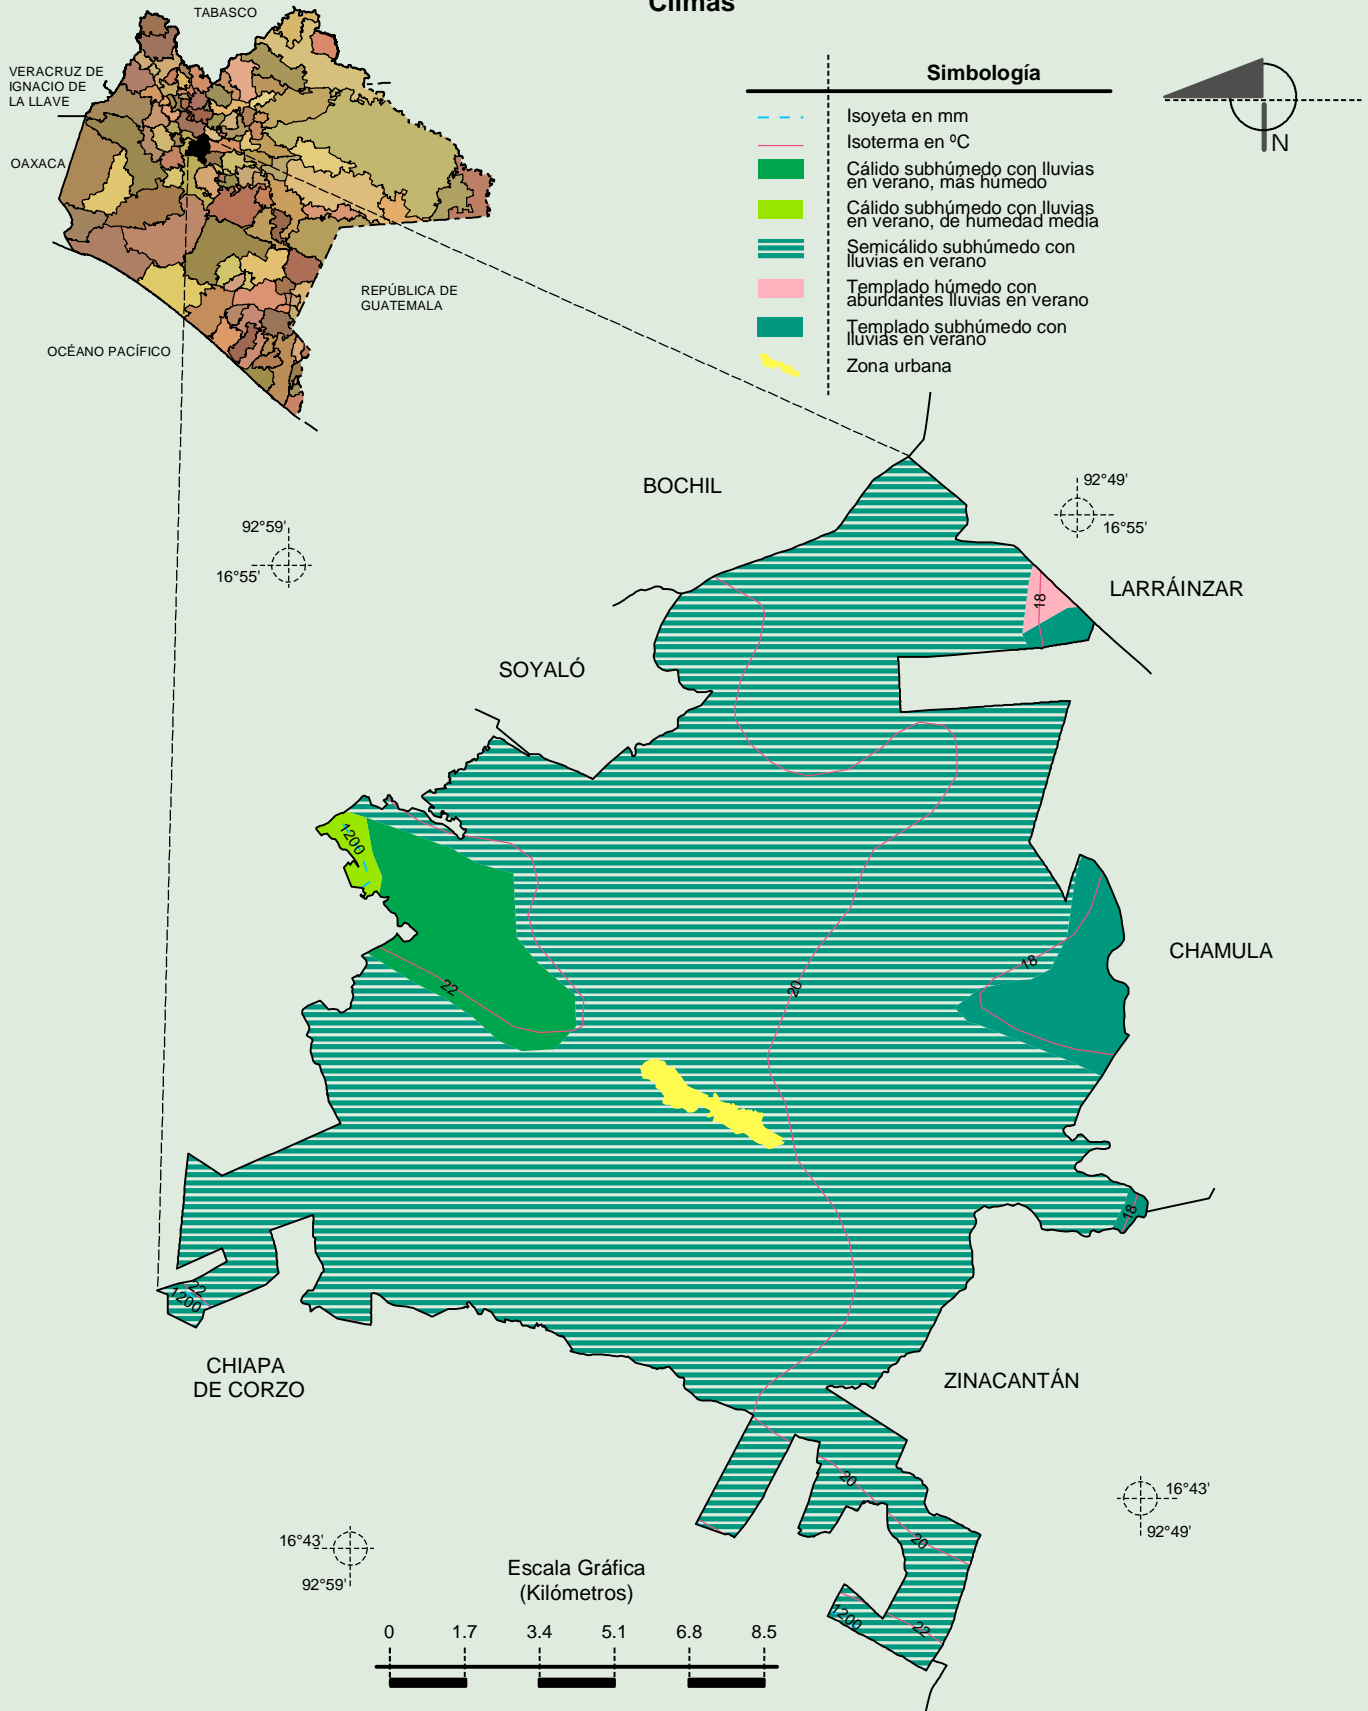 Climas
TABASCO
VERACRUZ DE
IGNACIO DE
LA LLAVE
OAXACA
REPÚBLICA DE
GUATEMALA
OCÉANO PACÍFICO
Simbología
Isoyeta en mm
Isoterma en ºC
Cálido subhúmedo con lluvias
en verano, más húmedo
Cálido subhúmedo con lluvias
en verano, de humedad media
Semicálido subhúmedo con
lluvias en verano
Templado húmedo con
abundantes lluvias en verano
Templado subhúmedo con
lluvias en verano
Zona urbana
N
BOCHIL
92°49'
16°55'
92°59'
16°55'
LARRÁINZAR
18
SOYALÓ
1200
CHAMULA
18
22
20
18
22
1200
CHIAPA
DE CORZO
ZINACANTÁN
20
16°43'
92°49'
20
16°43'
92°59'
1200
22
Escala Gráfica
(Kilómetros)
0 1.7 3.4 5.1 6.8 8.5